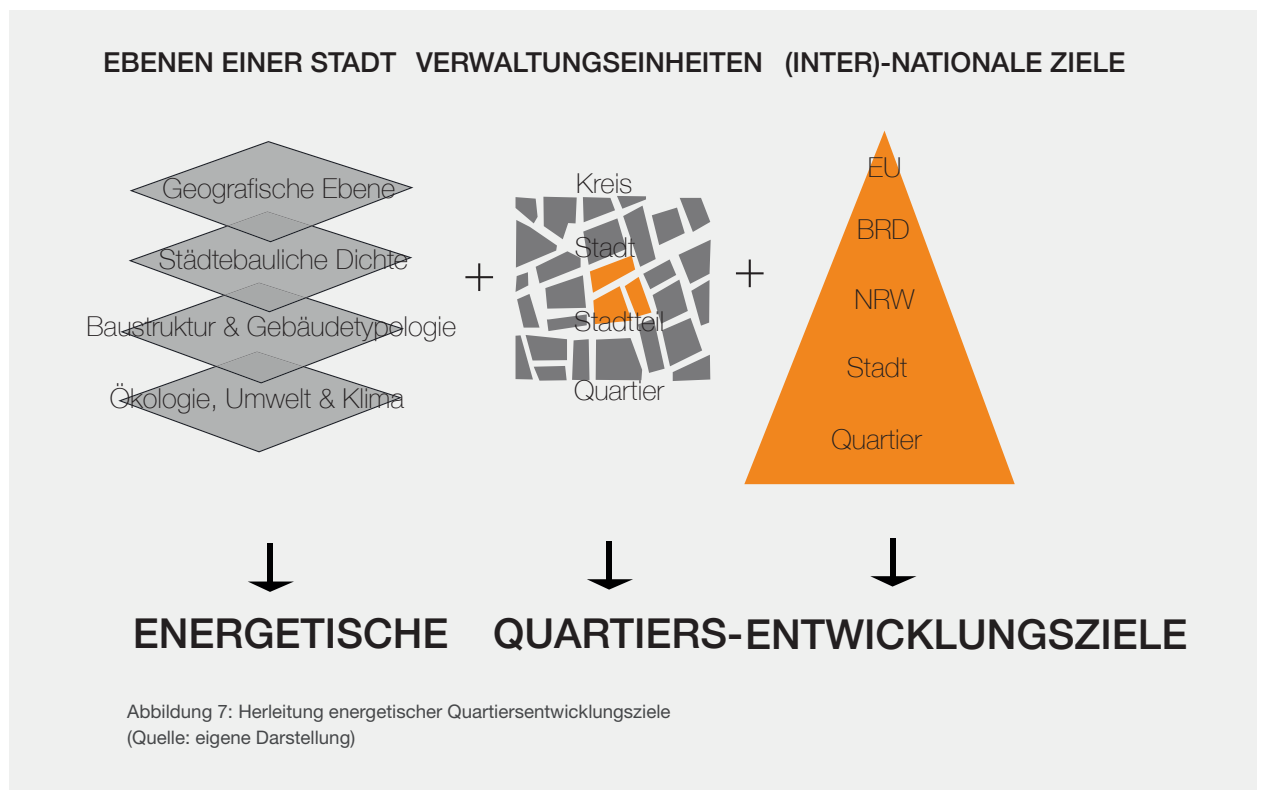 EBENEN EINER STADT
Geografische Ebene
Städtebauliche Dichte
Baustruktur & Gebäudetypologie
Ökologie, Umwelt & Klima
+
VERWALTUNGSEINHEITEN
Kreis
Stadt
Stadtteil
Quartier
+
(INTER)-NATIONALE ZIELE
EU
BRD
NRW
Stadt
Quartier
ENERGETISCHE QUARTIERS-ENTWICKLUNGSZIELE
Abbildung 7: Herleitung energetischer Quartiersentwicklungsziele
(Quelle: eigene Darstellung)